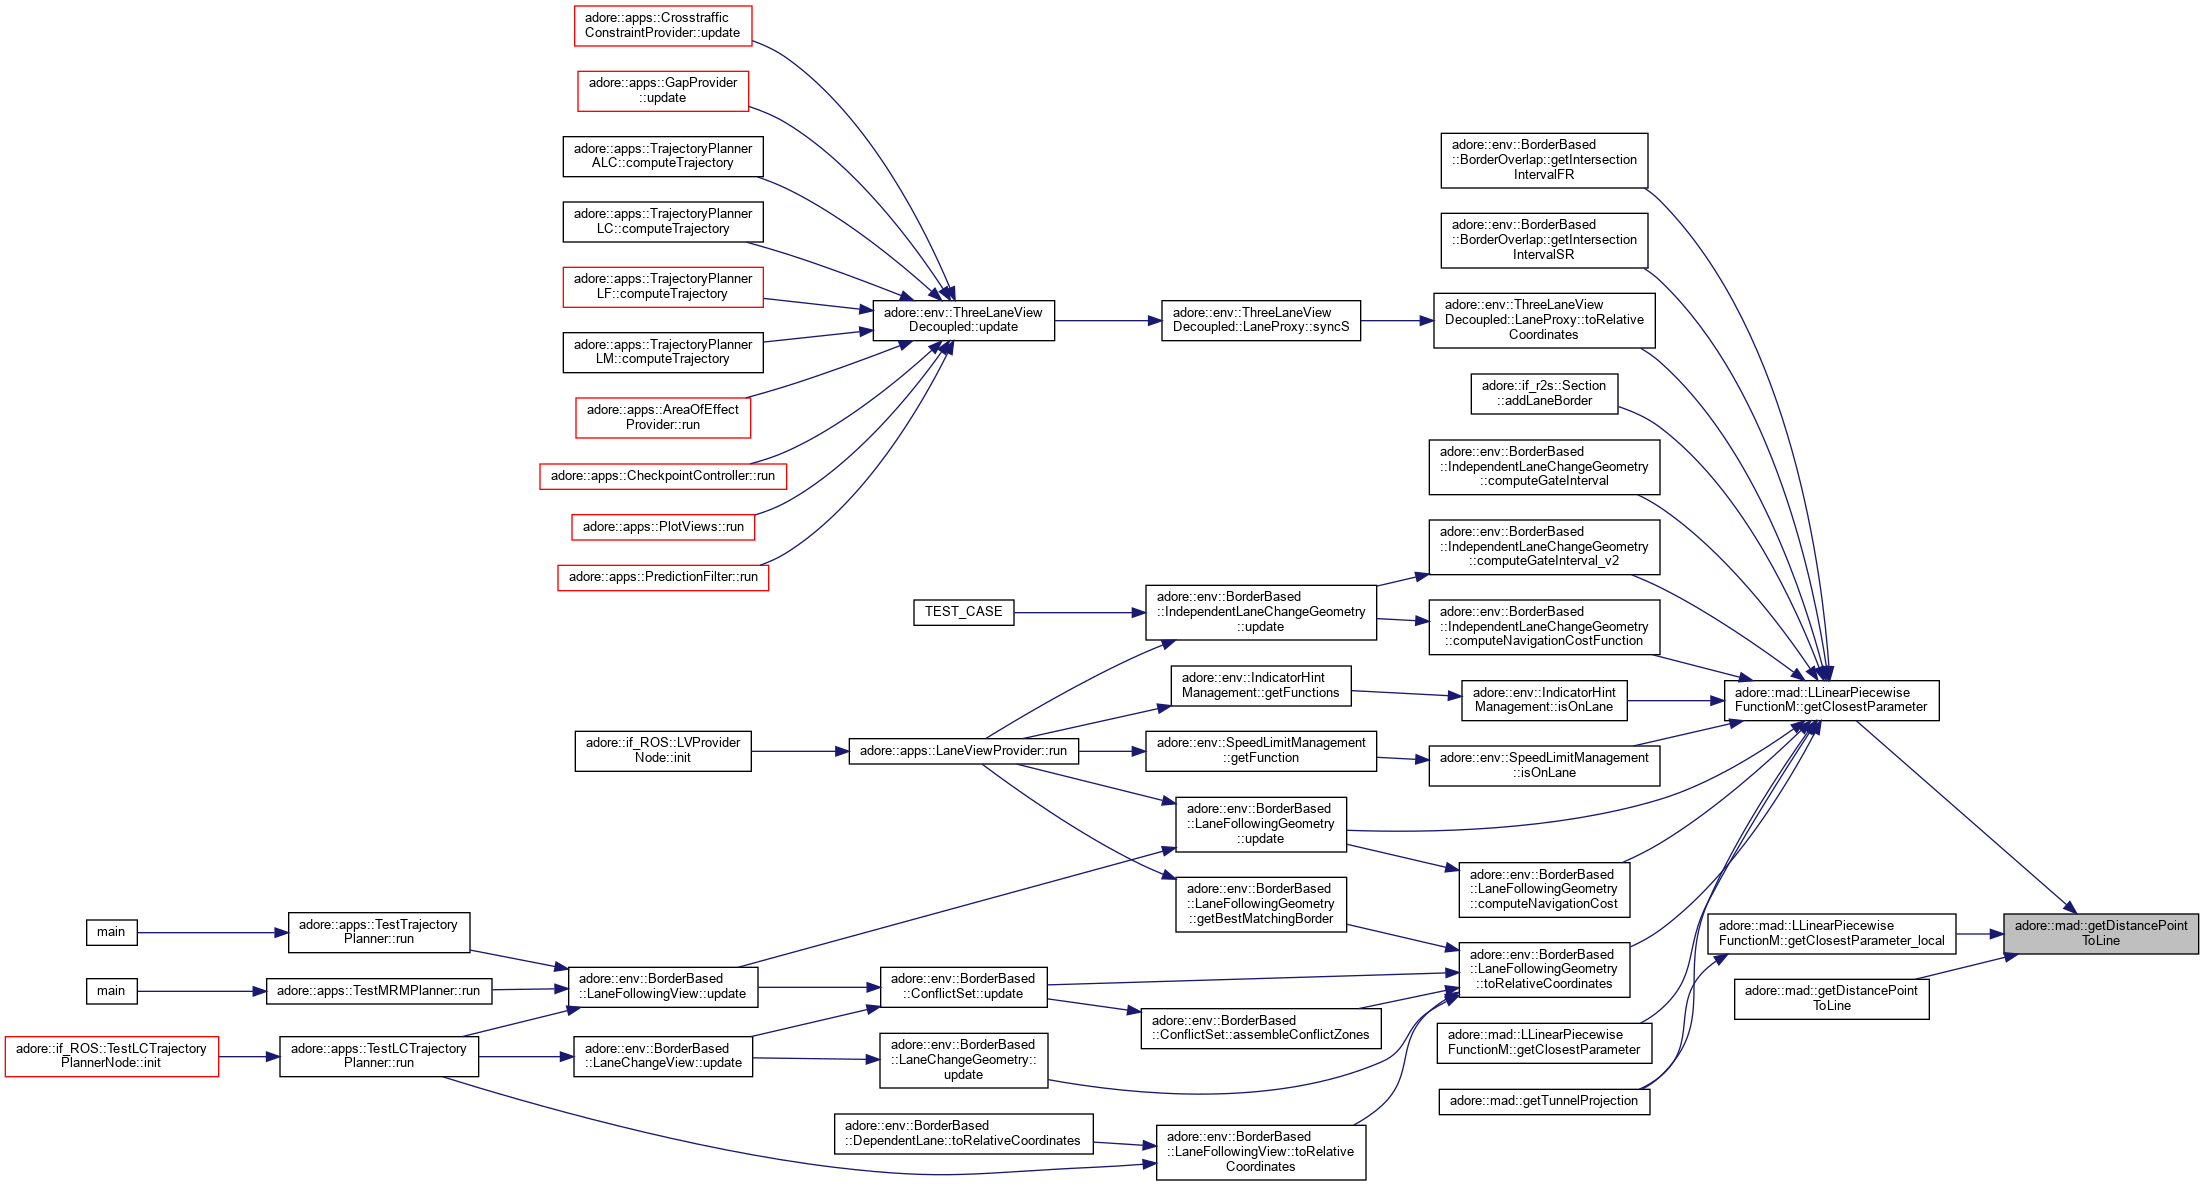 adore::apps::Crosstraffic
ConstraintProvider::update
adore::apps::GapProvider
::update
adore::apps::TrajectoryPlanner
ALC::computeTrajectory
adore::apps::TrajectoryPlanner
LC::computeTrajectory
adore::apps::TrajectoryPlanner
LF::computeTrajectory
adore::apps::TrajectoryPlanner
LM::computeTrajectory
adore::apps::AreaOfEffect
Provider::run
adore::apps::CheckpointController::run
adore::apps::PlotViews::run
adore::apps::PredictionFilter::run
adore::env::ThreeLaneView
Decoupled::update
adore::env::ThreeLaneView
Decoupled::LaneProxy::syncS
adore::env::BorderBased
::BorderOverlap::getIntersection
IntervalFR
adore::env::BorderBased
::BorderOverlap::getIntersection
IntervalSR
adore::env::ThreeLaneView
Decoupled::LaneProxy::toRelative
Coordinates
adore::if_r2s::Section
::addLaneBorder
adore::env::BorderBased
::IndependentLaneChangeGeometry
::computeGateInterval
adore::env::BorderBased
::IndependentLaneChangeGeometry
::computeGateInterval_v2
adore::env::BorderBased
::IndependentLaneChangeGeometry
::computeNavigationCostFunction
TEST_CASE
adore::env::BorderBased
::IndependentLaneChangeGeometry
::update
adore::env::IndicatorHint
Management::getFunctions
adore::env::IndicatorHint
Management::isOnLane
adore::mad::LLinearPiecewise
FunctionM::getClosestParameter
adore::if_ROS::LVProvider
Node::init
adore::apps::LaneViewProvider::run
adore::env::SpeedLimitManagement
::getFunction
adore::env::SpeedLimitManagement
::isOnLane
adore::env::BorderBased
::LaneFollowingGeometry
::update
adore::env::BorderBased
::LaneFollowingGeometry
::computeNavigationCost
adore::env::BorderBased
::LaneFollowingGeometry
::getBestMatchingBorder
adore::mad::LLinearPiecewise
FunctionM::getClosestParameter_local
adore::mad::getDistancePoint
ToLine
main
adore::apps::TestTrajectory
Planner::run
adore::env::BorderBased
::LaneFollowingGeometry
::toRelativeCoordinates
main
adore::apps::TestMRMPlanner::run
adore::env::BorderBased
::LaneFollowingView::update
adore::env::BorderBased
::ConflictSet::update
adore::mad::getDistancePoint
ToLine
adore::env::BorderBased
::ConflictSet::assembleConflictZones
adore::mad::LLinearPiecewise
FunctionM::getClosestParameter
adore::if_ROS::TestLCTrajectory
PlannerNode::init
adore::apps::TestLCTrajectory
Planner::run
adore::env::BorderBased
::LaneChangeView::update
adore::env::BorderBased
::LaneChangeGeometry::
update
adore::mad::getTunnelProjection
adore::env::BorderBased
::DependentLane::toRelativeCoordinates
adore::env::BorderBased
::LaneFollowingView::toRelative
Coordinates